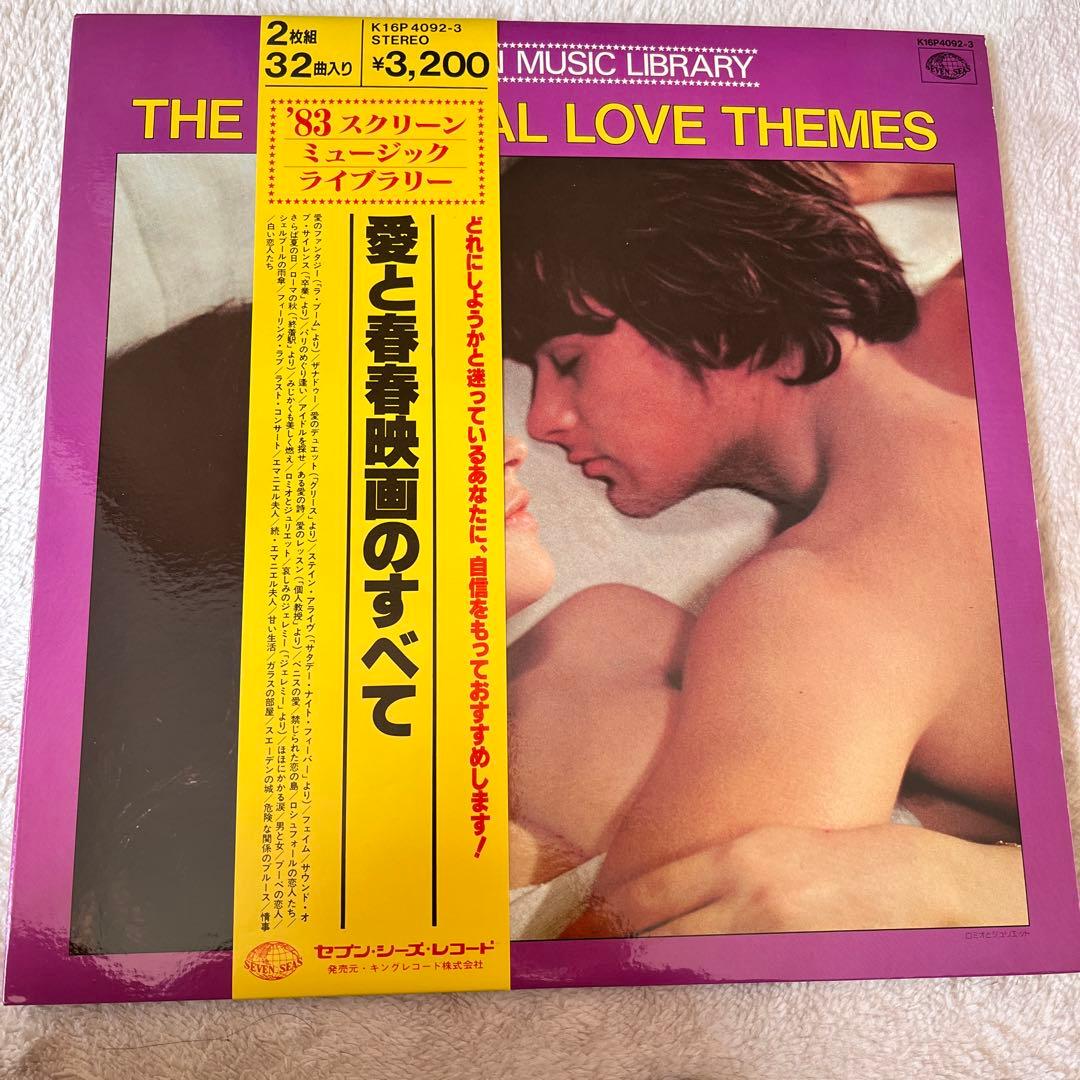 2枚組
32曲入り
K16P 4092-3
STEREO
¥3,200
N MUSIC LIBRARY
K16P4092-3
SEVEN SEAS
THE AL LOVE THEMES
'83 スクリーン
ミュージック
ライブラリー
どれにしようかと迷っているあなたに、自信をもっておすすめします!
愛と春春映画のすべて
愛のファンタジー(「ラ・ブーム」より)/ザナドゥー/愛のデュエット(「グリース」より)/ステイン・アライヴ(「サタデー・ナイト・フィーバー」より)/フェイム/サウンド・オ
ブ・サイレンス(「卒業」より)/パリのめぐり逢い/アイドルを探せ/ある愛の詩/愛のレッスン(「個人教授」より)/ベニスの愛/禁じられた恋の島/ロシュフォールの恋人たち/
さらば夏の日/ローマの秋(「終着駅」より)/みじかくも美しく燃え/ロミオとジュリエット/哀しみのジェレミー(「ジェレミー」より)/ほほにかかる涙/男と女/ブーベの恋人/
シェルブールの雨傘/フィーリング・ラブ/ラスト・コンサート/エマニエル夫人/続・エマニエル夫人/甘い生活/ガラスの部屋/スエーデンの城/危険な関係のブルース/情事
/白い恋人たち
SEVEN SEAS
セブン・シーズ・レコード
発売元・キングレコード株式会社
ロミオとジュリエット